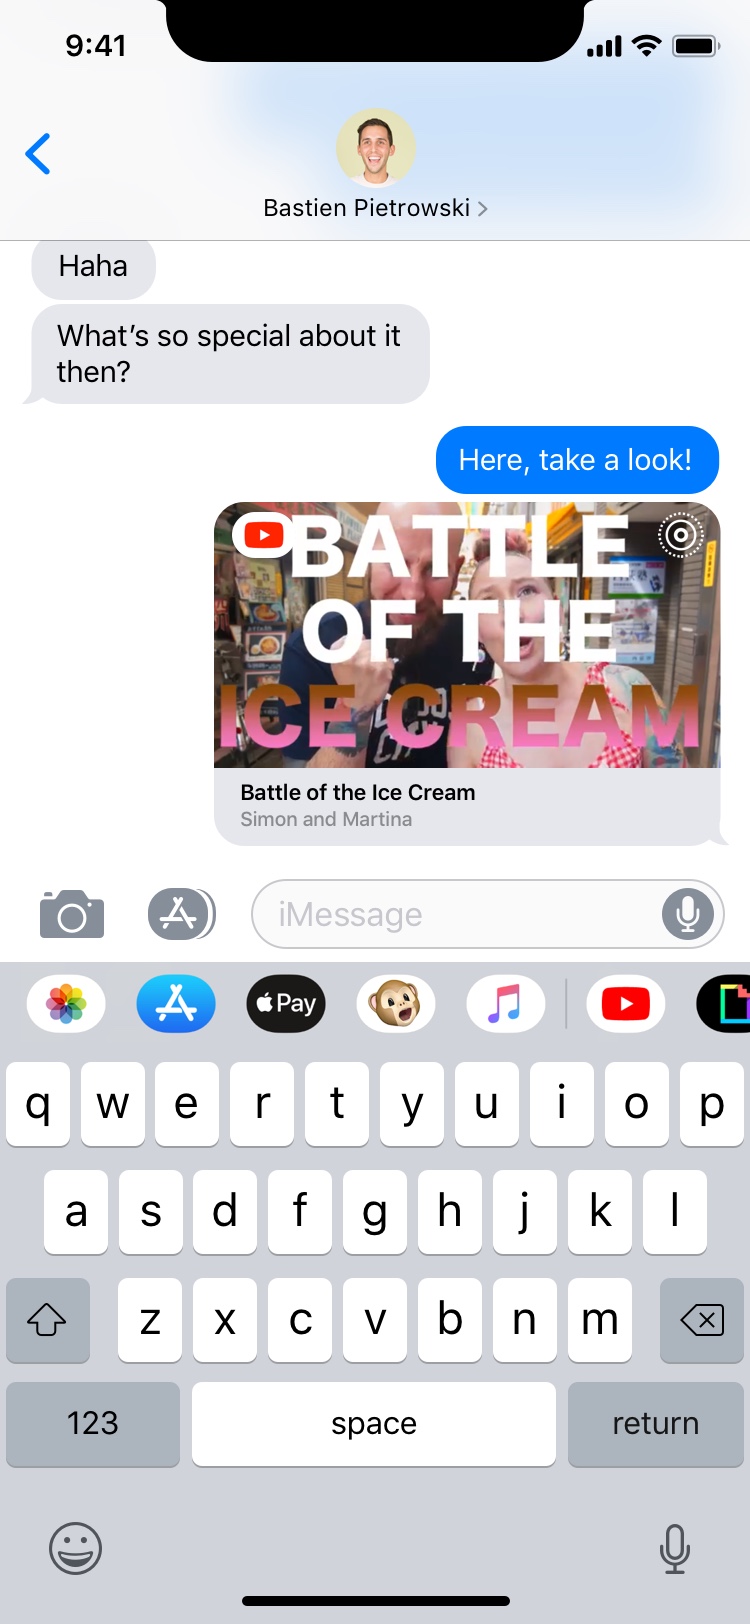 9:41
Bastien Pietrowski
Haha
What’s so special about it
then?
Here, take a look!
BATTLE
OF THE
ICE CREAM
Battle of the Ice Cream
Simon and Martina
iMessage
Pay
q w e r t y u i o p
a s d f g h j k l
z x c v b n m
123 space return